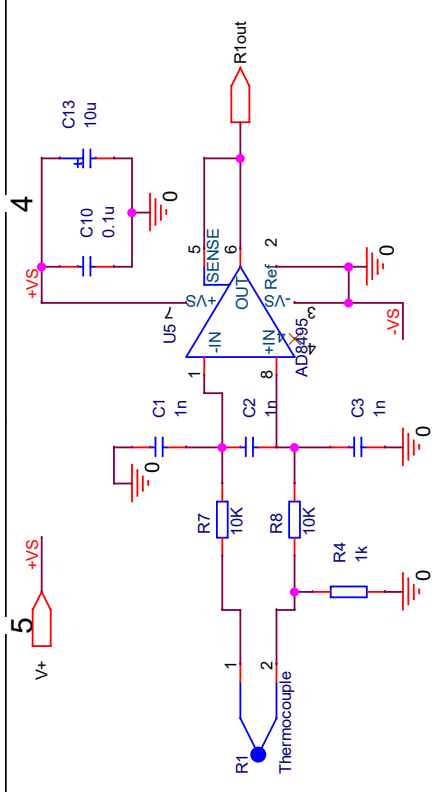 5
4
V+
+VS
+VS
C13
10u
C10
0.1u
0
R1out
5
SENSE
6
OUT
2
Ref
0
7
+VS
U5
-IN
+IN
-VS
3
4
AD8495
-VS
1
8
C1
1n
0
C2
1n
C3
1n
0
R7
10K
R8
10K
R4
1k
0
1
2
R1
Thermocouple